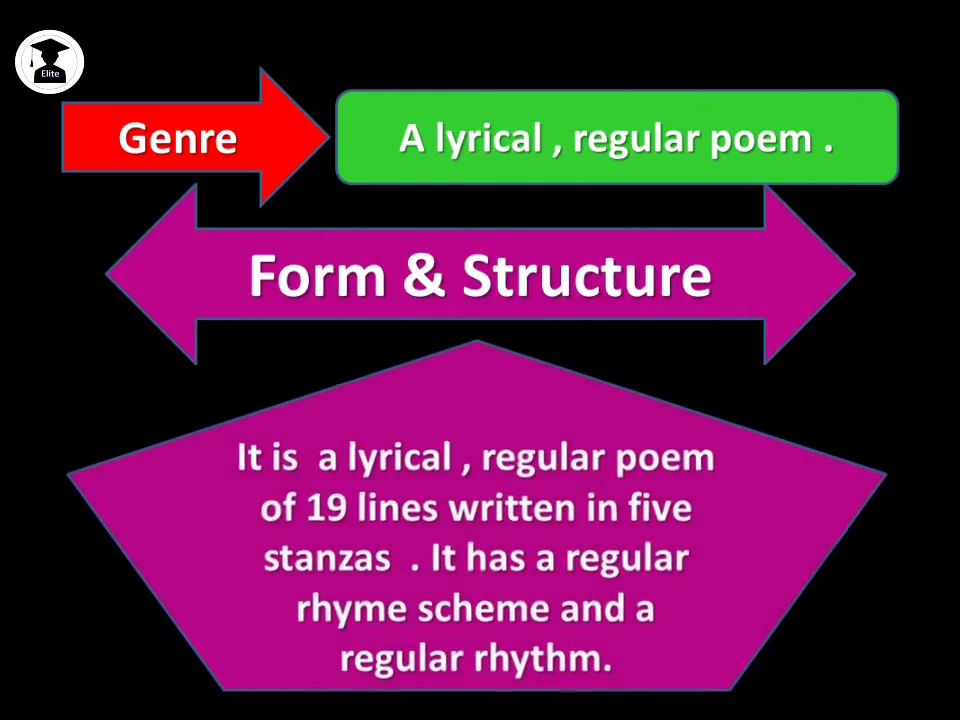 Elite
Genre
A lyrical , regular poem .
Form & Structure
It is a lyrical , regular poem
of 19 lines written in five
stanzas . It has a regular
rhyme scheme and a
regular rhythm.